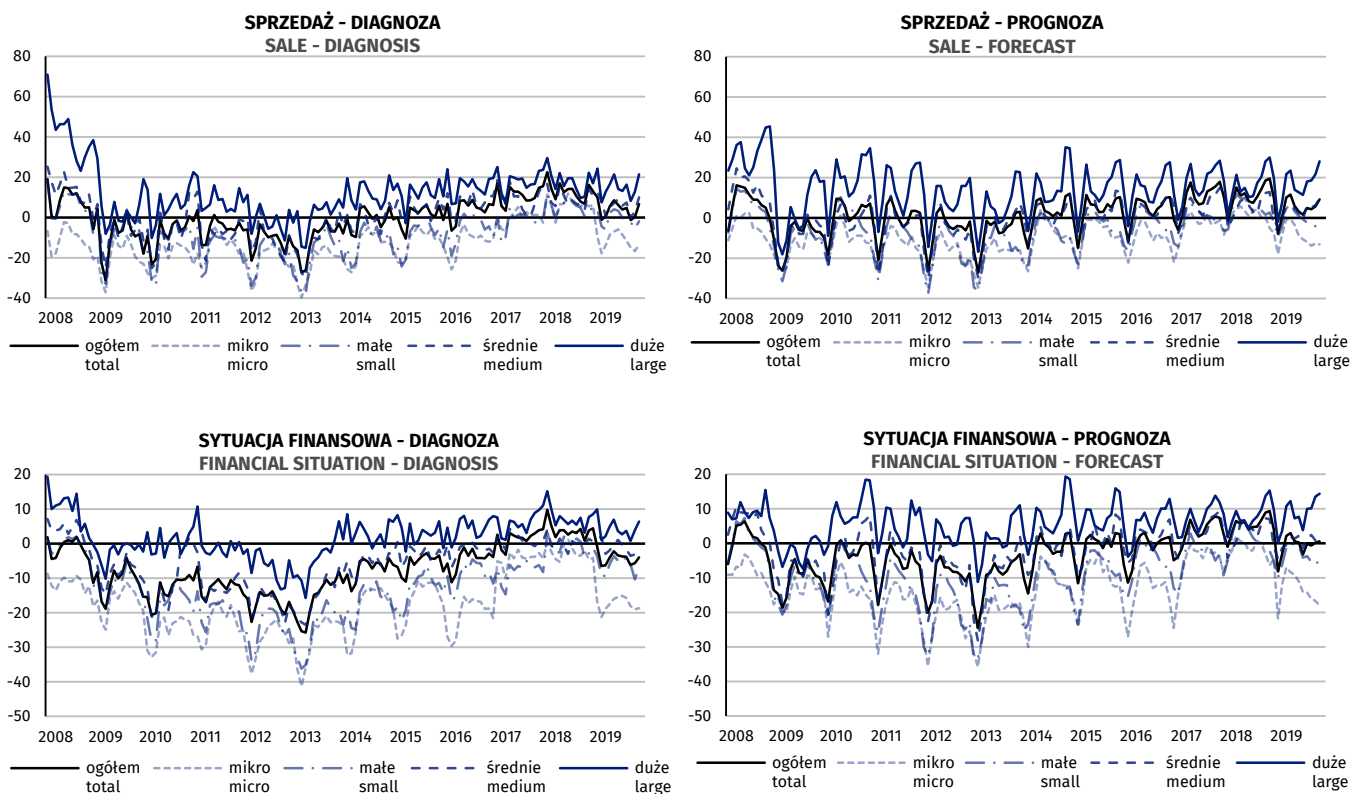 SPRZEDAŻ - DIAGNOZA
SALE - DIAGNOSIS
80
60
40
20
0
-20
-40
2008 2009 2010 2011 2012 2013 2014 2015 2016 2017 2018 2019
ogółem mikro małe średnie duże
total micro small medium large
SPRZEDAŻ - PROGNOZA
SALE - FORECAST
80
60
40
20
0
-20
-40
2008 2009 2010 2011 2012 2013 2014 2015 2016 2017 2018 2019
ogółem mikro małe średnie duże
total micro small medium large
SYTUACJA FINANSOWA - DIAGNOZA
FINANCIAL SITUATION - DIAGNOSIS
20
10
0
-10
-20
-30
-40
-50
2008 2009 2010 2011 2012 2013 2014 2015 2016 2017 2018 2019
ogółem mikro małe średnie duże
total micro small medium large
SYTUACJA FINANSOWA - PROGNOZA
FINANCIAL SITUATION - FORECAST
20
10
0
-10
-20
-30
-40
-50
2008 2009 2010 2011 2012 2013 2014 2015 2016 2017 2018 2019
ogółem mikro małe średnie duże
total micro small medium large